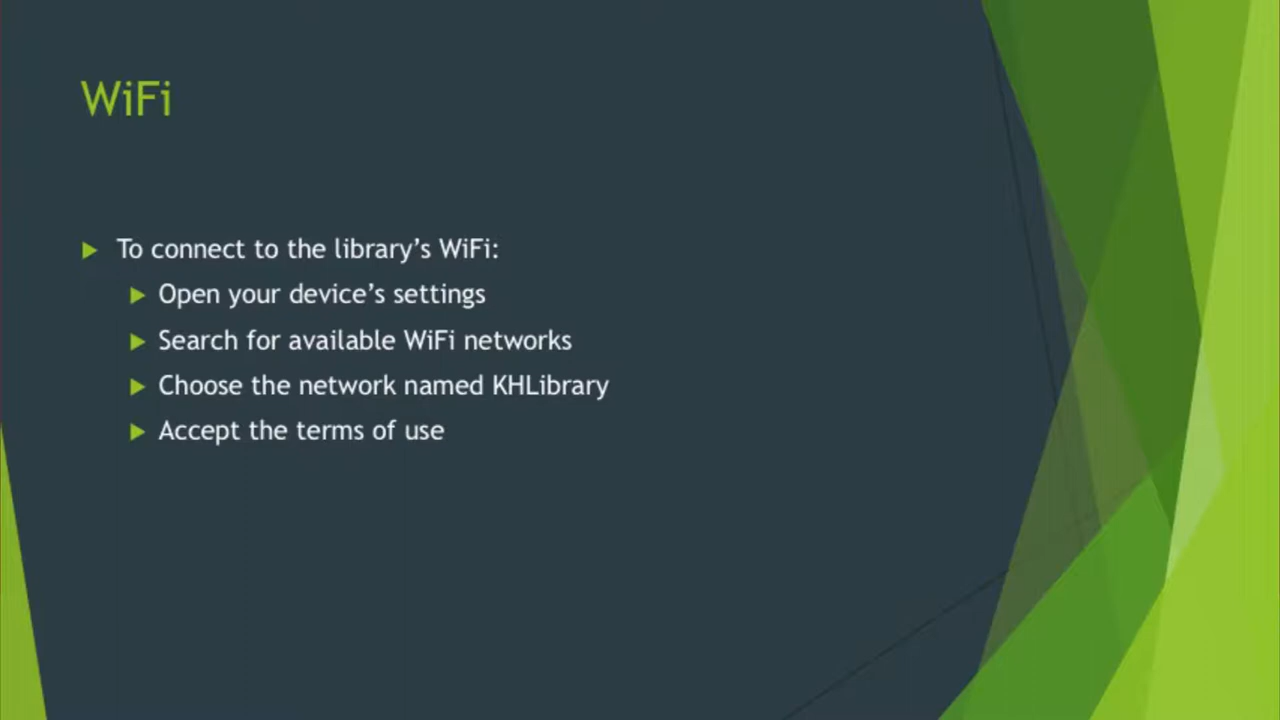 WiFi
To connect to the library’s WiFi:
Open your device’s settings
Search for available WiFi networks
Choose the network named KHLibrary
Accept the terms of use